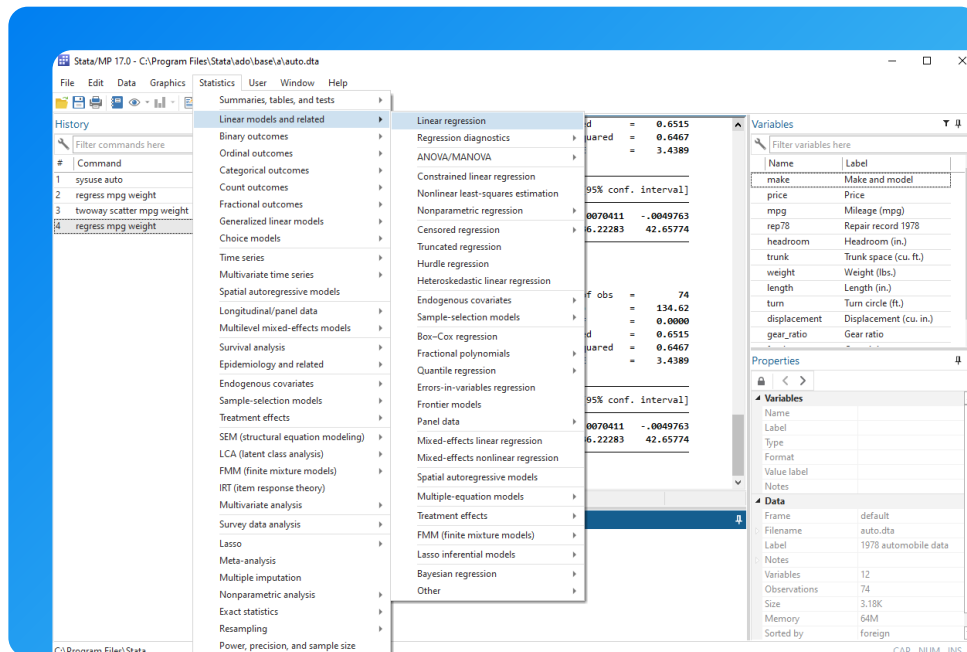 Stata/MP 17.0 - C:\Program Files\Stata\ado\base\a\auto.dta
File Edit Data Graphics Statistics User Window Help
History
Filter commands here
# Command
1 sysuse auto
2 regress mpg weight
3 twoway scatter mpg weight
4 regress mpg weight
Summaries, tables, and tests
Linear models and related
Binary outcomes
Ordinal outcomes
Categorical outcomes
Count outcomes
Fractional outcomes
Generalized linear models
Choice models
Time series
Multivariate time series
Spatial autoregressive models
Longitudinal/panel data
Multilevel mixed-effects models
Survival analysis
Epidemiology and related
Endogenous covariates
Sample-selection models
Treatment effects
SEM (structural equation modeling)
LCA (latent class analysis)
FMM (finite mixture models)
IRT (item response theory)
Multivariate analysis
Survey data analysis
Lasso
Meta-analysis
Multiple imputation
Nonparametric analysis
Exact statistics
Resampling
Power, precision, and sample size
Linear regression
Regression diagnostics
ANOVA/MANOVA
Constrained linear regression
Nonlinear least-squares estimation
Nonparametric regression
Censored regression
Truncated regression
Hurdle regression
Heteroskedastic linear regression
Endogenous covariates
Sample-selection models
Box–Cox regression
Fractional polynomials
Quantile regression
Errors-in-variables regression
Frontier models
Panel data
Mixed-effects linear regression
Mixed-effects nonlinear regression
Spatial autoregressive models
Multiple-equation models
Treatment effects
FMM (finite mixture models)
Lasso inferential models
Bayesian regression
Other
ed = 0.6515
quared = 0.6467
= 3.4389
[95% conf. interval]
0070411 -.0049763
6.22283 42.65774
f obs = 74
= 134.62
= 0.0000
ed = 0.6515
quared = 0.6467
= 3.4389
95% conf. interval]
0070411 -.0049763
6.22283 42.65774
Variables
Filter variables here
Name Label
make Make and model
price Price
mpg Mileage (mpg)
rep78 Repair record 1978
headroom Headroom (in.)
trunk Trunk space (cu. ft.)
weight Weight (lbs.)
length Length (in.)
turn Turn circle (ft.)
displacement Displacement (cu. in.)
gear_ratio Gear ratio
Properties
Variables
Name
Label
Type
Format
Value label
Notes
Data
Frame default
Filename auto.dta
Label 1978 automobile data
Notes
Variables 12
Observations 74
Size 3.18K
Memory 64M
Sorted by foreign
C:\Program Files\Stata
CAP NUM INS